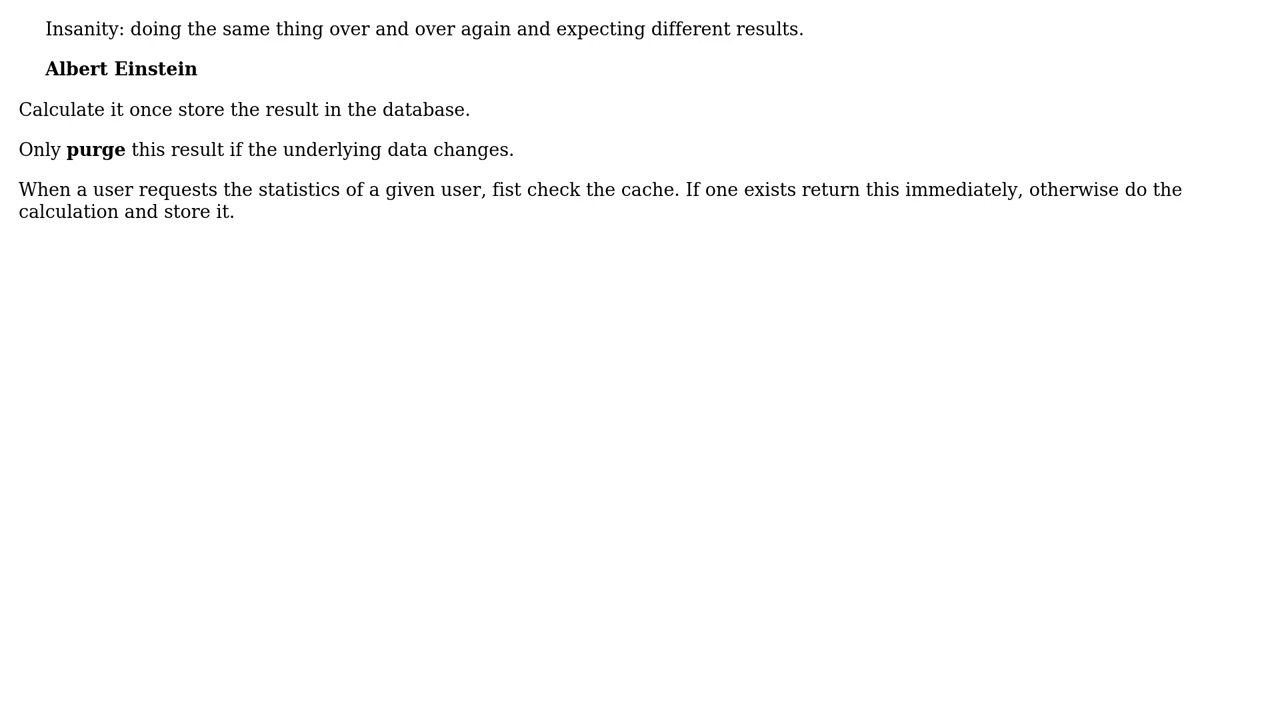 Insanity: doing the same thing over and over again and expecting different results.
Albert Einstein
Calculate it once store the result in the database.
Only purge this result if the underlying data changes.
When a user requests the statistics of a given user, fist check the cache. If one exists return this immediately, otherwise do the
calculation and store it.